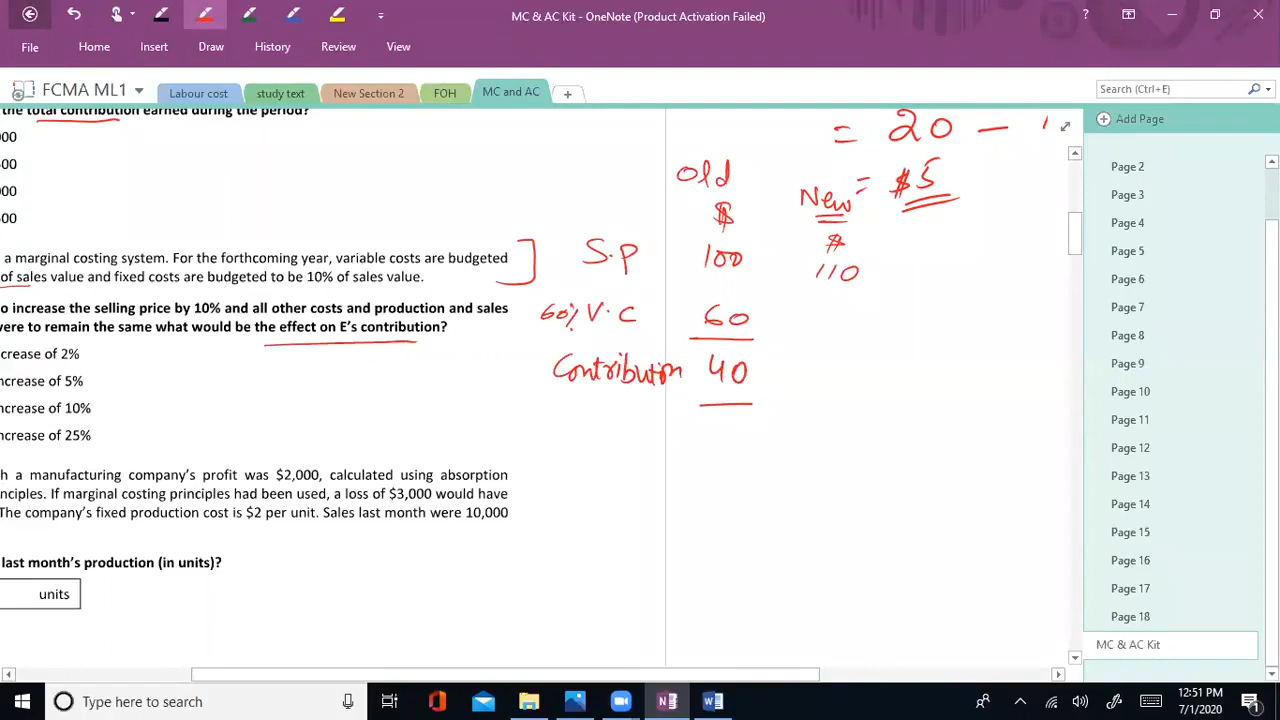 MC & AC Kit - OneNote (Product Activation Failed)
File Home Insert Draw History Review View
FCMA ML1 Labour cost study text New Section 2 FOH MC and AC
Search (Ctrl+E)
the total contribution earned during the period?
000
500
000
500
a marginal costing system. For the forthcoming year, variable costs are budgeted
of sales value and fixed costs are budgeted to be 10% of sales value.
o increase the selling price by 10% and all other costs and production and sales
were to remain the same what would be the effect on E's contribution?
crease of 2%
ncrease of 5%
ncrease of 10%
ncrease of 25%
h a manufacturing company's profit was $2,000, calculated using absorption
nciples. If marginal costing principles had been used, a loss of $3,000 would have
The company's fixed production cost is $2 per unit. Sales last month were 10,000
last month's production (in units)?
units
= 20 -
= $5
Old New
$ $
S.P 100 110
60% V.C 60
Contribution 40
Add Page
Page 2
Page 3
Page 4
Page 5
Page 6
Page 7
Page 8
Page 9
Page 10
Page 11
Page 12
Page 13
Page 14
Page 15
Page 16
Page 17
Page 18
MC & AC Kit
Type here to search
12:51 PM
7/1/2020